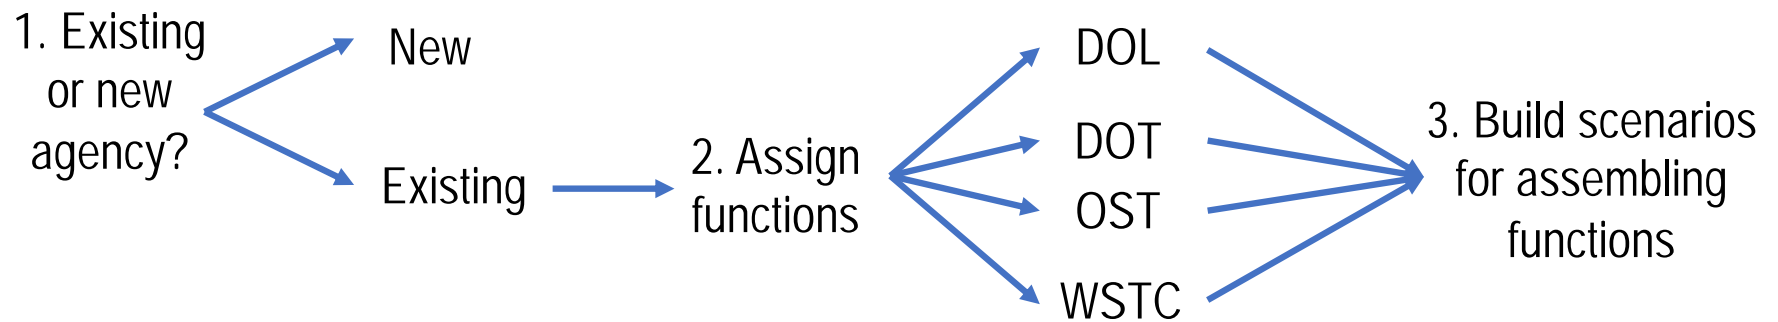 1. Existing
or new
agency?
New
Existing
2. Assign
functions
DOL
DOT
OST
WSTC
3. Build scenarios
for assembling
functions